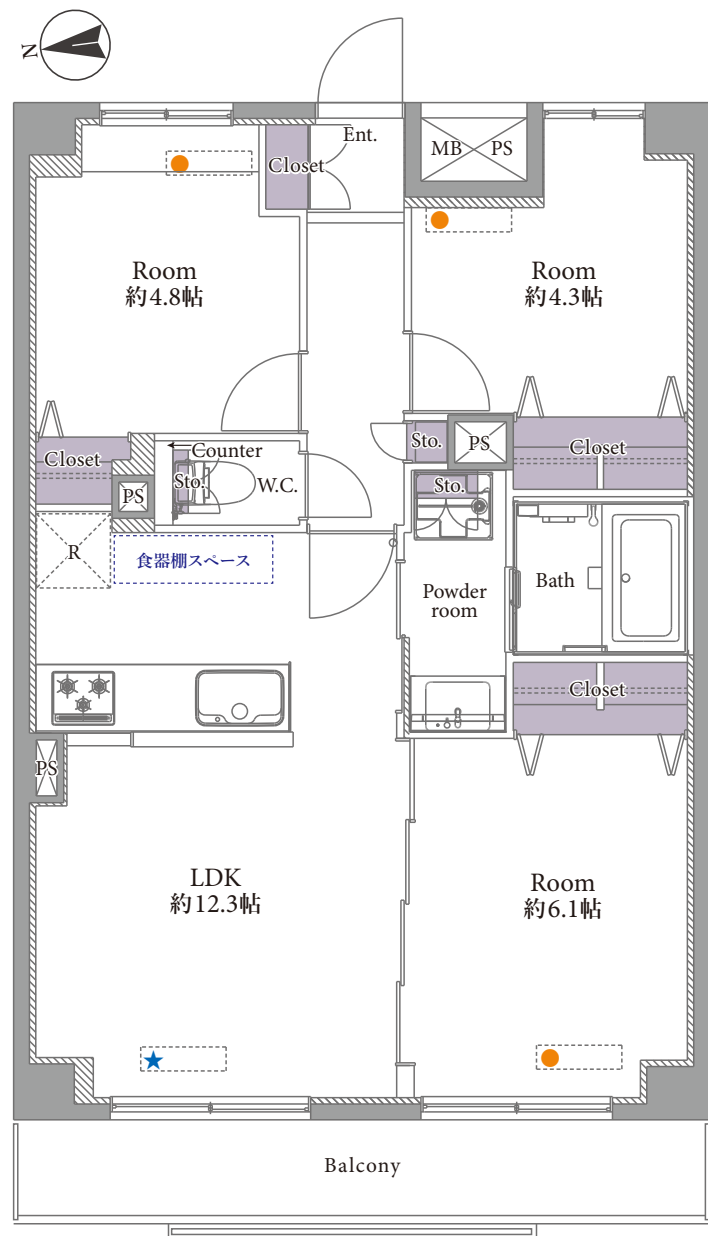 N
Ent.
Closet
MB
PS
Room
約4.8帖
Room
約4.3帖
Counter
Sto.
W.C.
Closet
PS
Sto.
PS
Closet
Sto.
R
食器棚スペース
Powder
room
Bath
Closet
PS
LDK
約12.3帖
Room
約6.1帖
Balcony